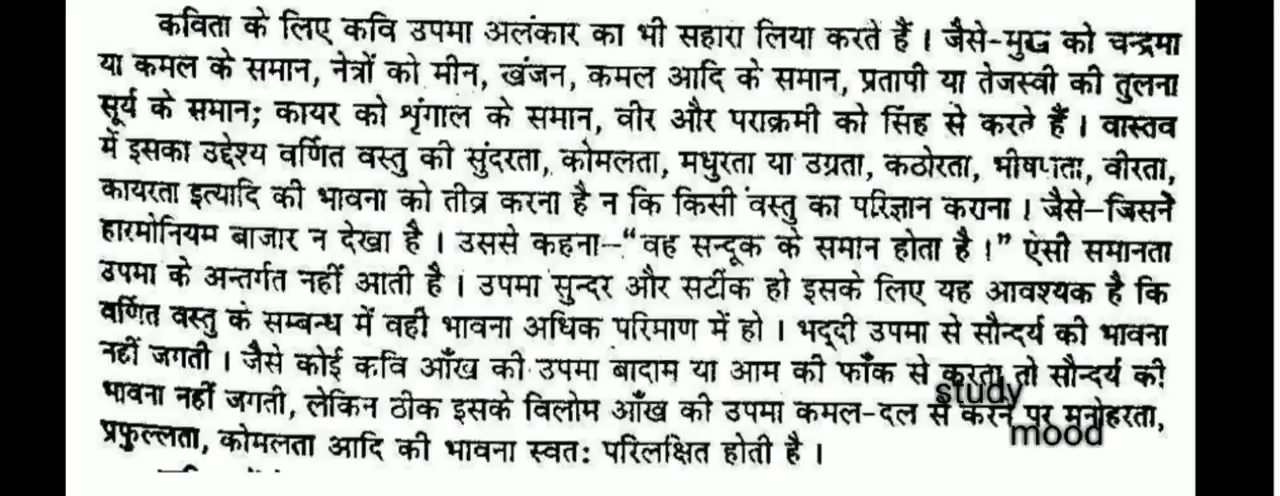 कविता के लिए कवि उपमा अलंकार का भी सहारा लिया करते हैं । जैसे-मुख को चन्द्रमा
या कमल के समान, नेत्रों को मीन, खंजन, कमल आदि के समान, प्रतापी या तेजस्वी की तुलना
सूर्य के समान; कायर को शृंगाल के समान, वीर और पराक्रमी को सिंह से करते हैं । वास्तव
में इसका उद्देश्य वर्णित वस्तु की सुंदरता, कोमलता, मधुरता या उग्रता, कठोरता, भीषणता, वीरता,
कायरता इत्यादि की भावना को तीव्र करना है न कि किसी वस्तु का परिज्ञान कराना । जैसे–जिसने
हारमोनियम बाजार न देखा है । उससे कहना–“वह सन्दूक के समान होता है ।” ऐसी समानता
उपमा के अन्तर्गत नहीं आती है । उपमा सुन्दर और सटीक हो इसके लिए यह आवश्यक है कि
वर्णित वस्तु के सम्बन्ध में वही भावना अधिक परिमाण में हो । भद्दी उपमा से सौन्दर्य की भावना
नहीं जगती । जैसे कोई कवि आँख की उपमा बादाम या आम की फाँक से करता तो सौन्दर्य की
भावना नहीं जगती, लेकिन ठीक इसके विलोम आँख की उपमा कमल-दल से करने पर मनोहरता,
प्रफुल्लता, कोमलता आदि की भावना स्वतः परिलक्षित होती है ।
study
mood